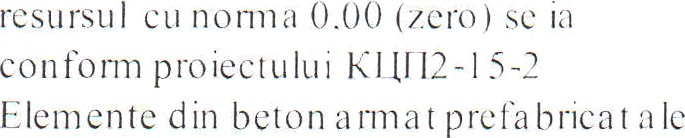 resursul cu norma 0.00 (zero) se ia
conform proiectului КЦП2-15-2
Elemente din beton armat prefabricat ale